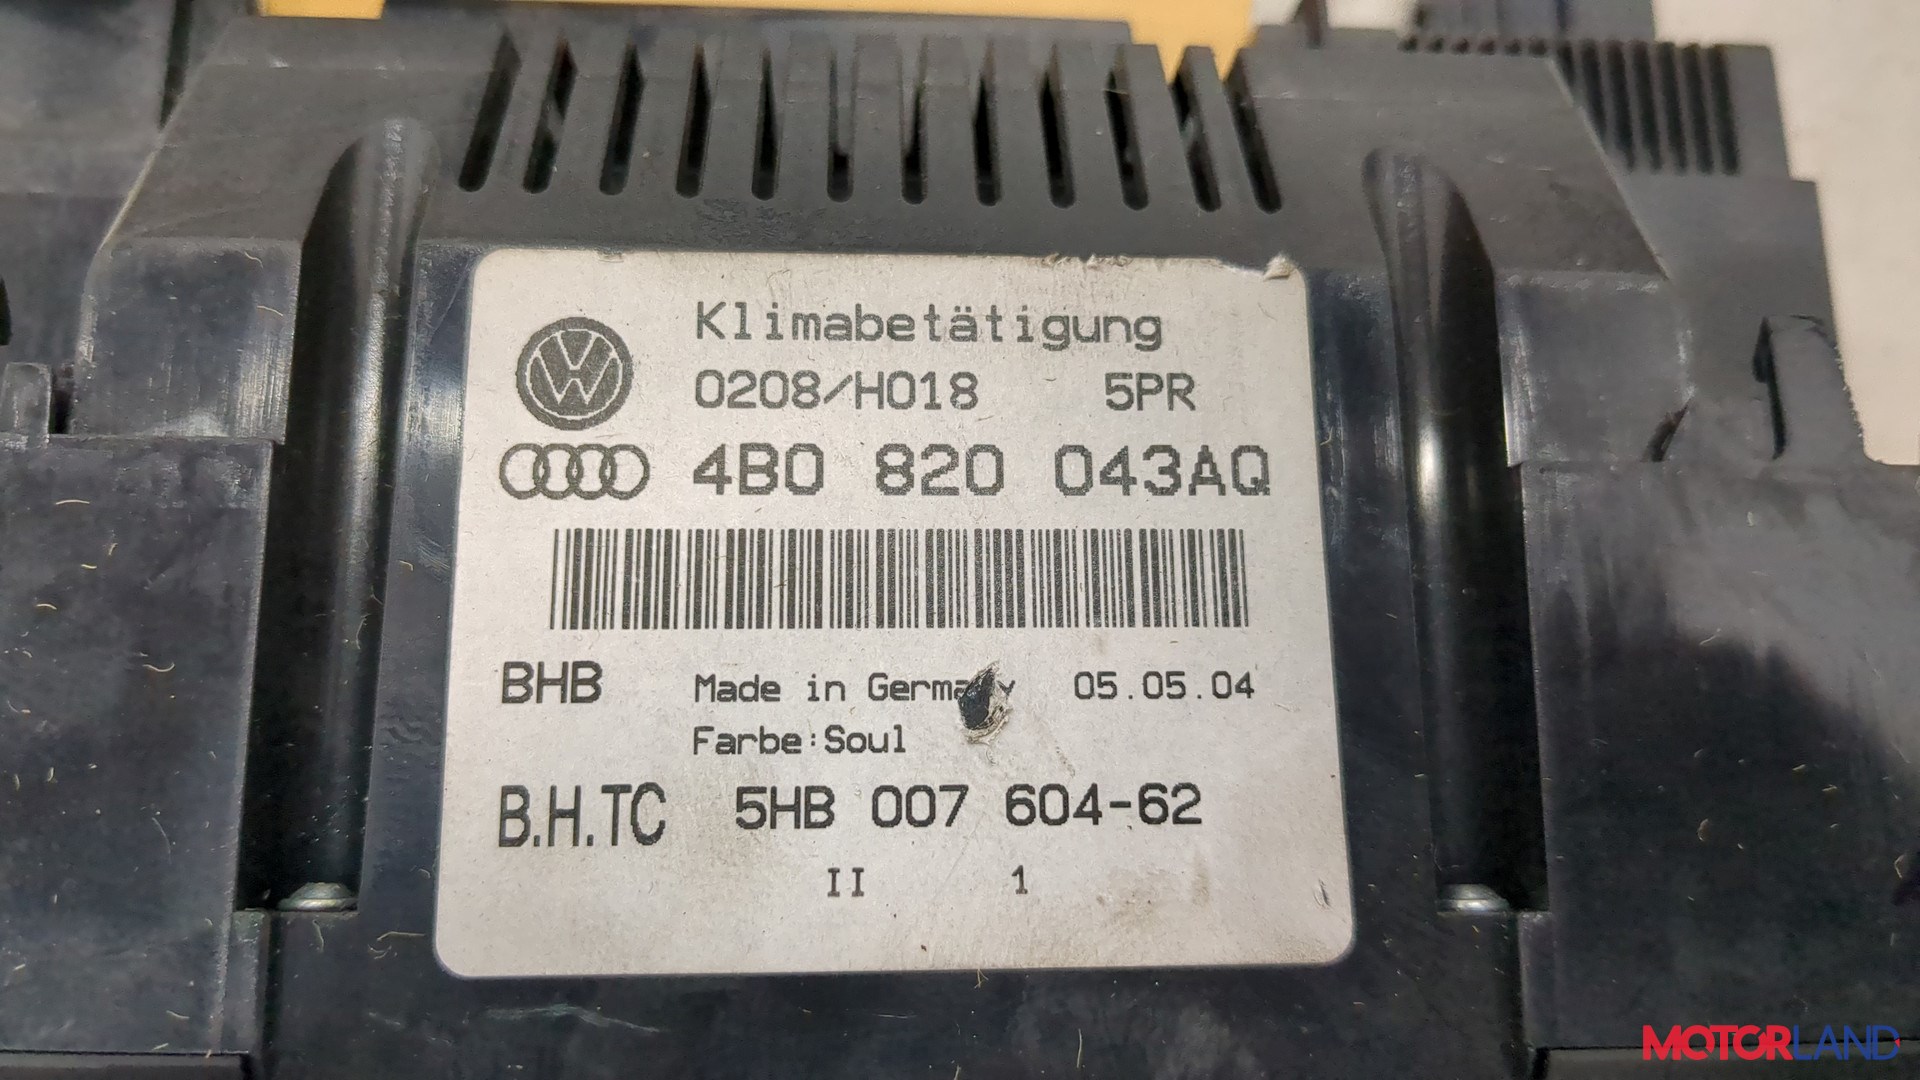 Klimabetätigung
0208/H018 5PR
4B0 820 043AQ
BHB Made in Germany 05.05.04
Farbe:Soul
B.H.TC 5HB 007 604-62
II 1
MOTORLAND